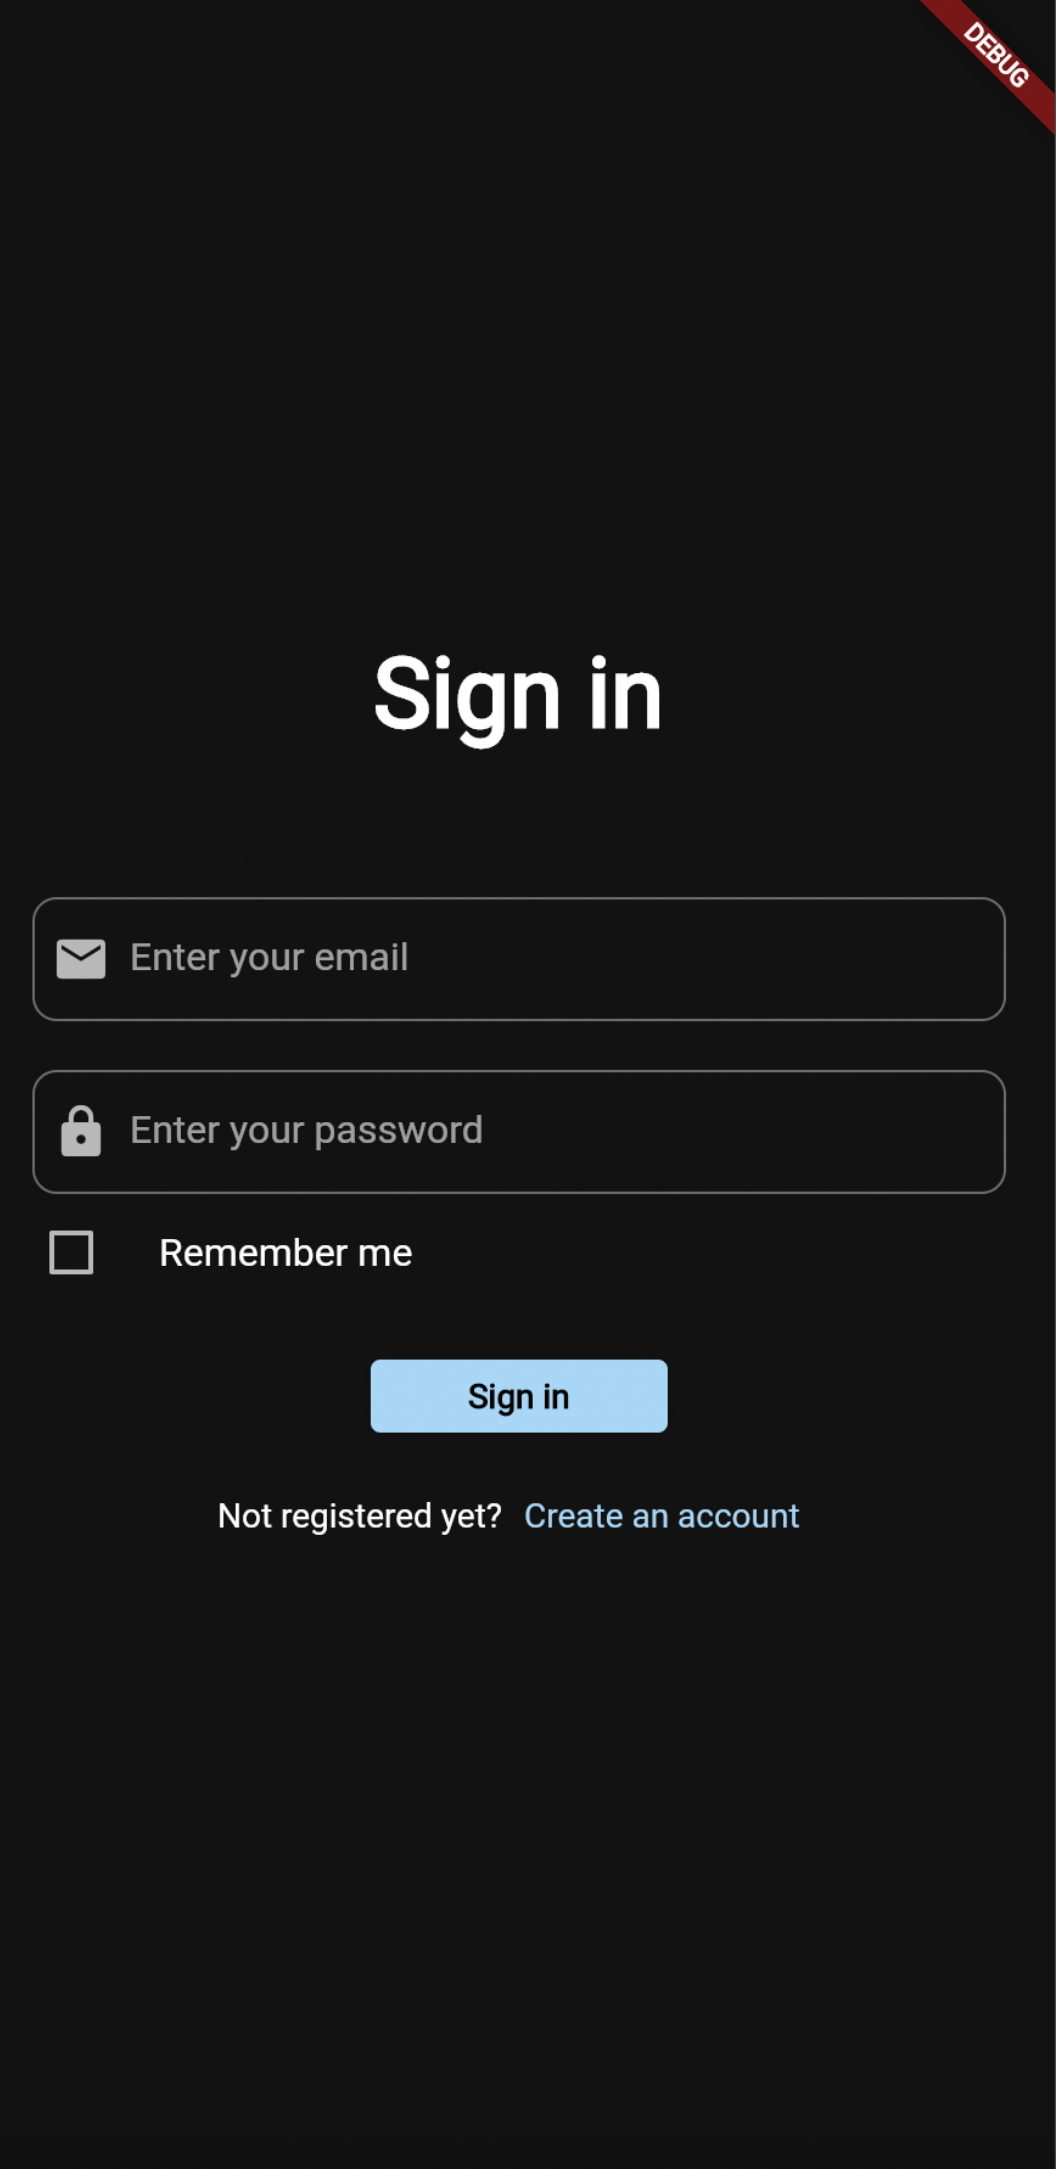 DEBUG
Sign in
Enter your email
Enter your password
Remember me
Sign in
Not registered yet? Create an account